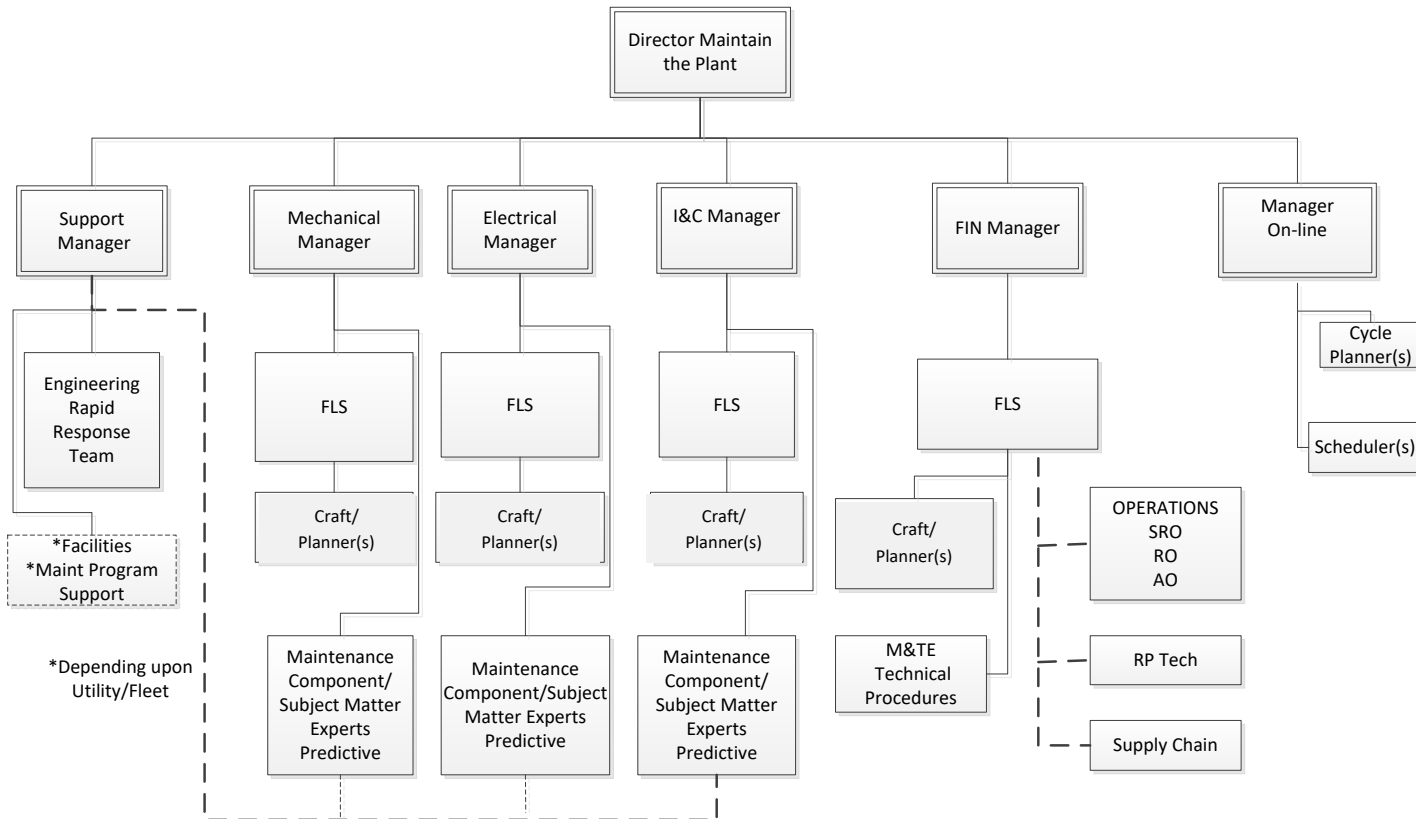 Director Maintain
the Plant
Support
Manager
Mechanical
Manager
Electrical
Manager
I&C Manager
FIN Manager
Manager
On-line
Cycle
Planner(s)
Scheduler(s)
Engineering
Rapid
Response
Team
FLS
FLS
FLS
FLS
Craft/
Planner(s)
Craft/
Planner(s)
Craft/
Planner(s)
Craft/
Planner(s)
OPERATIONS
SRO
RO
AO
*Facilities
*Maint Program
Support
*Depending upon
Utility/Fleet
Maintenance
Component/
Subject Matter
Experts
Predictive
Maintenance
Component/Subject
Matter Experts
Predictive
Maintenance
Component/
Subject Matter
Experts
Predictive
M&TE
Technical
Procedures
RP Tech
Supply Chain